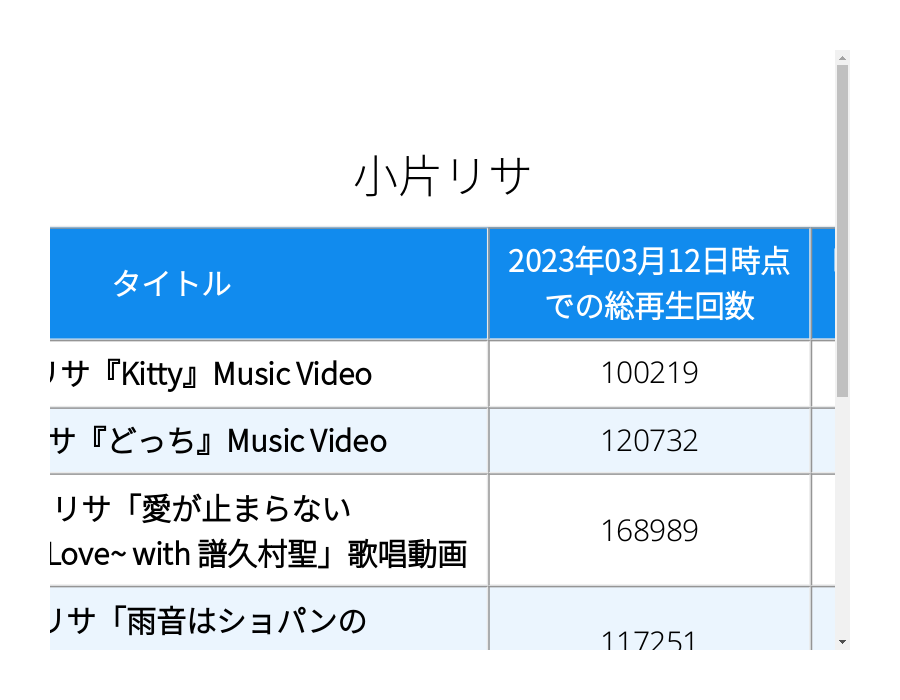 小片リサ
タイトル
2023年03月12日時点
での総再生回数
リサ『Kitty』Music Video
100219
サ『どっち』Music Video
120732
リサ「愛が止まらない
Love~ with 譜久村聖」歌唱動画
168989
リサ「雨音はショパンの
117251